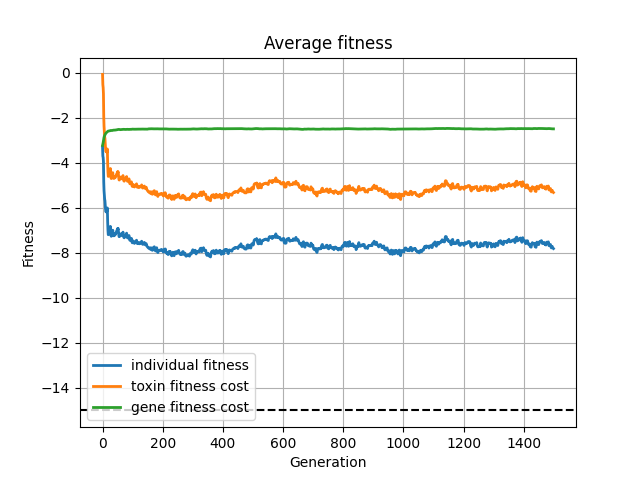 Average fitness
Fitness
0
−2
−4
−6
−8
−10
−12
−14
individual fitness
toxin fitness cost
gene fitness cost
0 200 400 600 800 1000 1200 1400
Generation